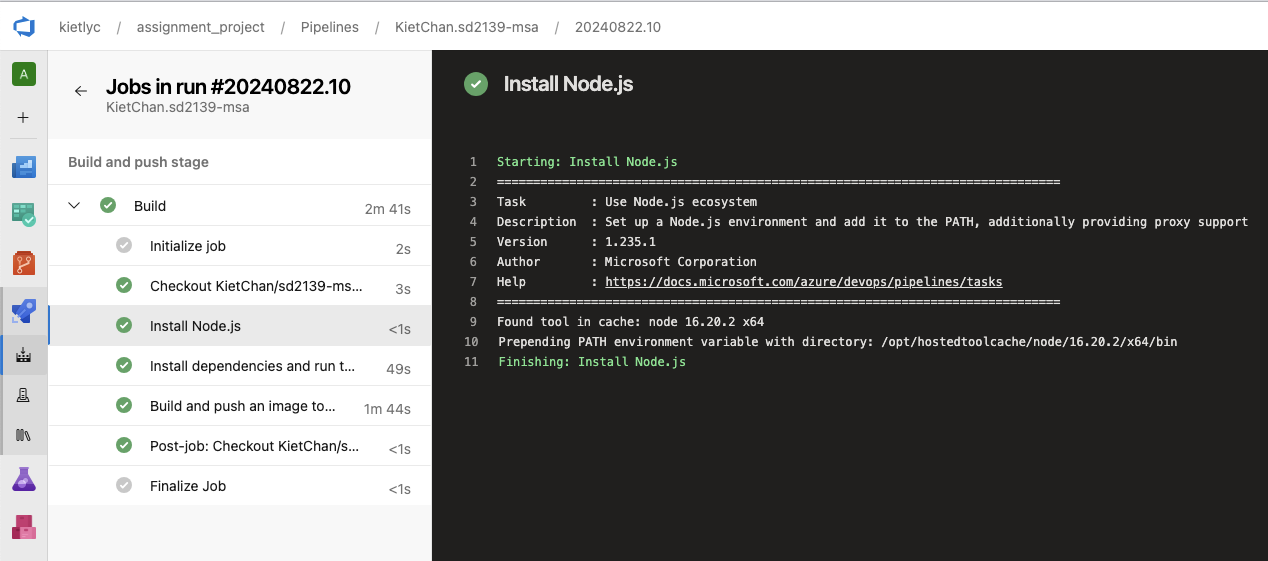 kietlyc / assignment_project / Pipelines / KietChan.sd2139-msa / 20240822.10
A
Jobs in run #20240822.10
KietChan.sd2139-msa
Build and push stage
Build 2m 41s
Initialize job 2s
Checkout KietChan/sd2139-ms... 3s
Install Node.js <1s
Install dependencies and run t... 49s
Build and push an image to... 1m 44s
Post-job: Checkout KietChan/s... <1s
Finalize Job <1s
Install Node.js
1 Starting: Install Node.js
2 ==============================================================================
3 Task : Use Node.js ecosystem
4 Description : Set up a Node.js environment and add it to the PATH, additionally providing proxy support
5 Version : 1.235.1
6 Author : Microsoft Corporation
7 Help : https://docs.microsoft.com/azure/devops/pipelines/tasks
8 ==============================================================================
9 Found tool in cache: node 16.20.2 x64
10 Prepending PATH environment variable with directory: /opt/hostedtoolcache/node/16.20.2/x64/bin
11 Finishing: Install Node.js